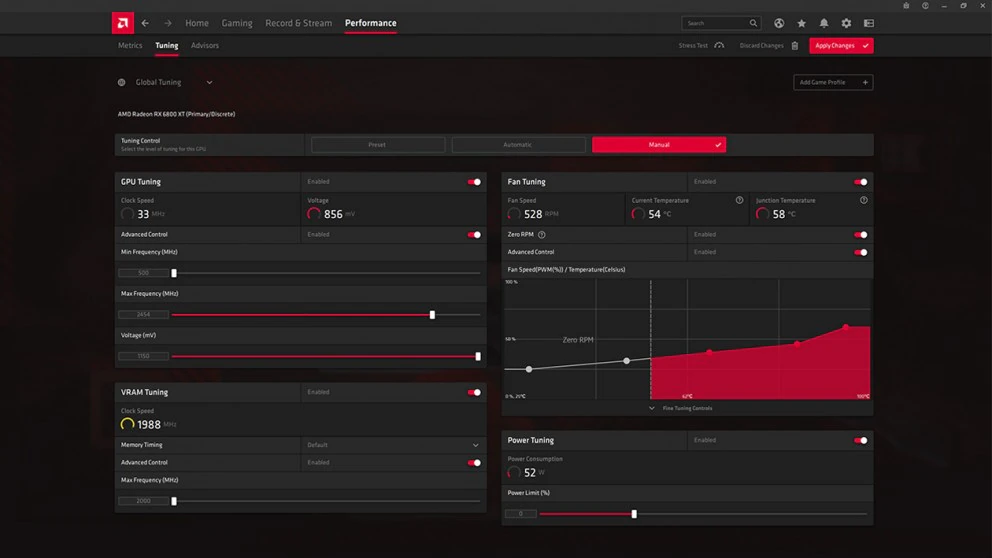 Home Gaming Record & Stream Performance Search
Metrics Tuning Advisors Stress Test Discard Changes Apply Changes
Global Tuning Add Game Profile
AMD Radeon RX 6800 XT (Primary/Discrete)
Tuning Control
Select the level of tuning for this GPU
Preset Automatic Manual
GPU Tuning Enabled
Clock Speed Voltage
33 MHz 856 mV
Advanced Control Enabled
Min Frequency (MHz)
500
Max Frequency (MHz)
2454
Voltage (mV)
1150
VRAM Tuning Enabled
Clock Speed
1988 MHz
Memory Timing Default
Advanced Control Enabled
Max Frequency (MHz)
2000
Fan Tuning Enabled
Fan Speed Current Temperature Junction Temperature
528 RPM 54 °C 58 °C
Zero RPM Enabled
Advanced Control Enabled
Fan Speed(PWM(%)) / Temperature(Celsius)
100 %
50 % Zero RPM
0 %, 25°C 62°C 100°C
Fine Tuning Controls
Power Tuning Enabled
Power Consumption
52 W
Power Limit (%)
0